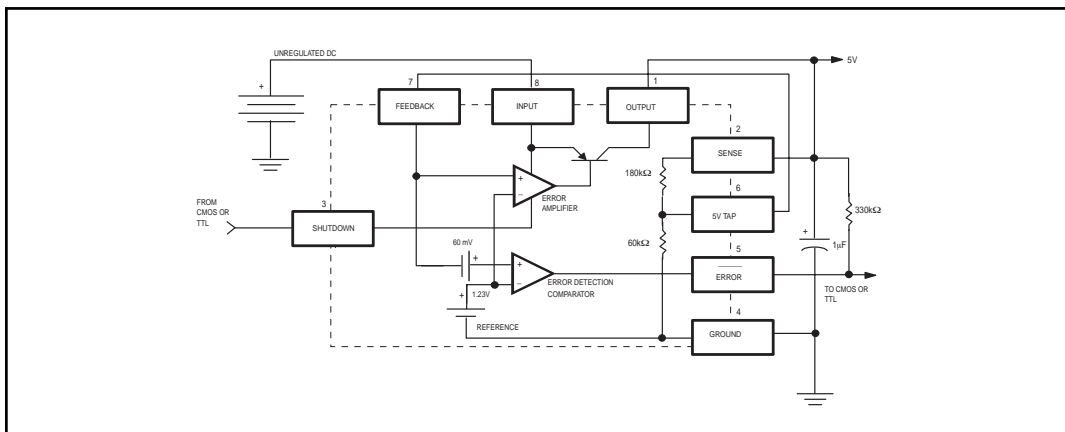 UNREGULATED DC
5V
7
8
1
+
FEEDBACK
INPUT
OUTPUT
2
SENSE
180kΩ
+
−
6
330kΩ
FROM
CMOS OR
TTL
3
ERROR
AMPLIFIER
5V TAP
SHUTDOWN
60kΩ
+
1µF
60 mV
5
+
+
ERROR
ERROR DETECTION
COMPARATOR
−
+
1.23V
TO CMOS OR
TTL
4
REFERENCE
GROUND